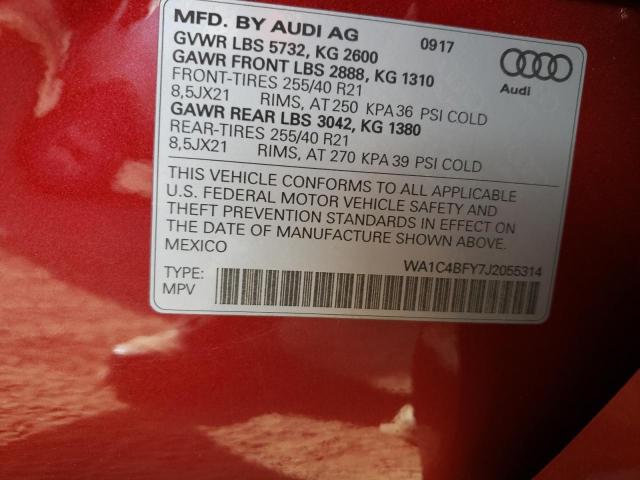 MFD. BY AUDI AG 0917
GVWR LBS 5732, KG 2600
GAWR FRONT LBS 2888, KG 1310
FRONT-TIRES 255/40 R21
8,5JX21 RIMS, AT 250 KPA 36 PSI COLD
GAWR REAR LBS 3042, KG 1380
REAR-TIRES 255/40 R21
8,5JX21 RIMS, AT 270 KPA 39 PSI COLD
Audi
THIS VEHICLE CONFORMS TO ALL APPLICABLE
U.S. FEDERAL MOTOR VEHICLE SAFETY AND
THEFT PREVENTION STANDARDS IN EFFECT ON
THE DATE OF MANUFACTURE SHOWN ABOVE.
MEXICO
WA1C4BFY7J2055314
TYPE:
MPV